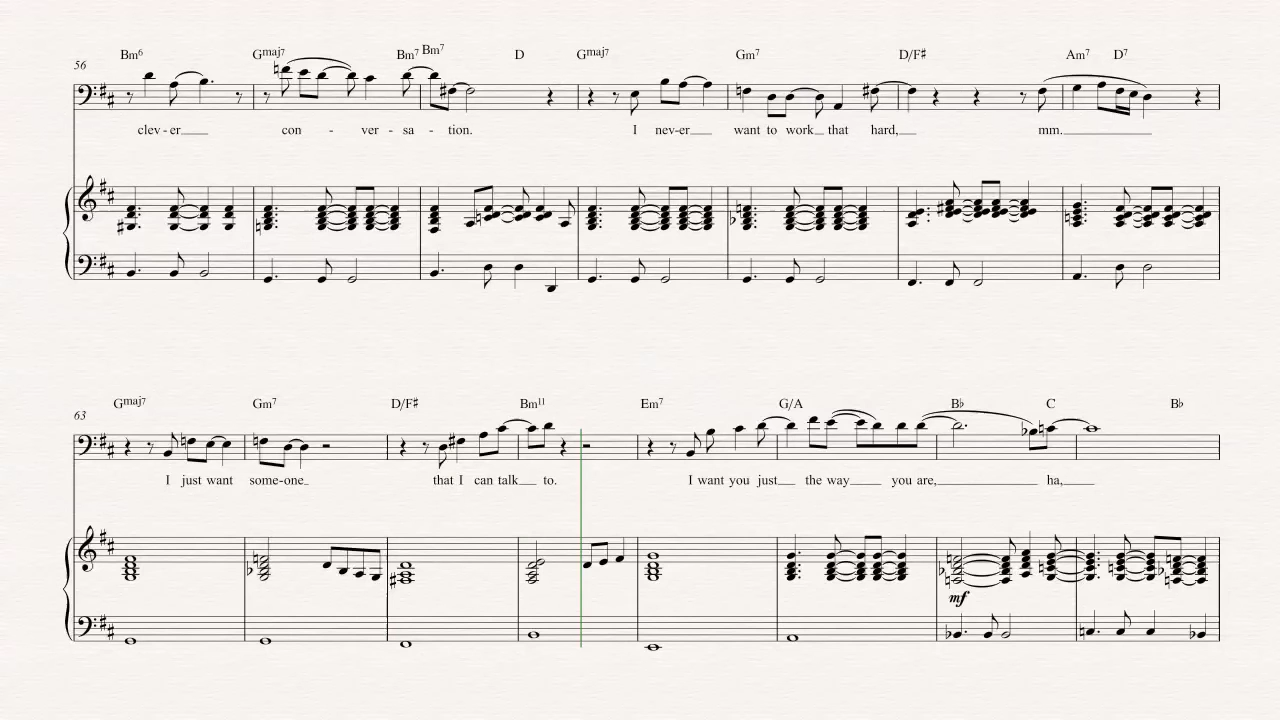 Bm6 Gmaj7 Bm7 Bm7 D Gmaj7 Gm7 D/F♯ Am7 D7
56
clev - er con - ver - sa - tion. I nev-er want to work that hard, mm.
Gmaj7 Gm7 D/F♯ Bm11 Em7 G/A B♭ C B♭
63
I just want some-one that I can talk to. I want you just the way you are, ha,
mf